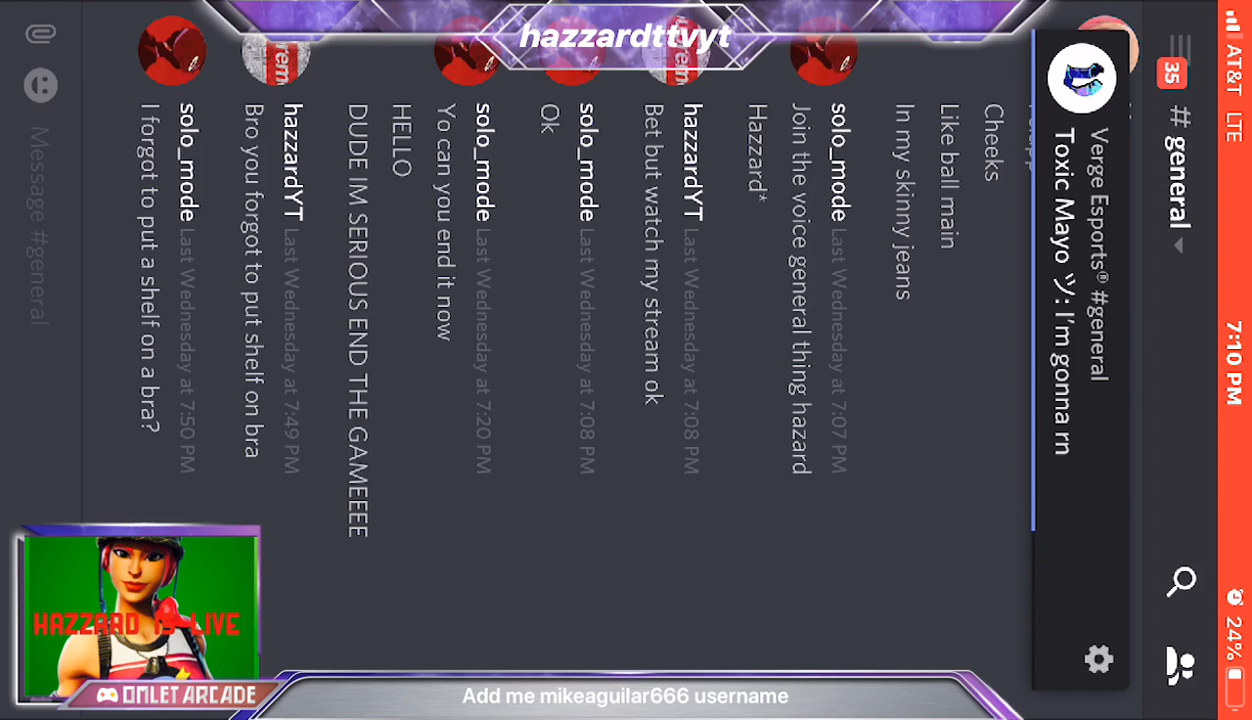 hazzardttvyt
AT&T LTE
7:10 PM
24%
35
# general
Verge Esports® #general
Toxic Mayo ツ: I'm gonna rn
Cheeks
Like ball main
In my skinny jeans
solo_mode Last Wednesday at 7:07 PM
Join the voice general thing hazard
Hazzard*
hazzardYT Last Wednesday at 7:08 PM
Bet but watch my stream ok
solo_mode Last Wednesday at 7:08 PM
Ok
solo_mode Last Wednesday at 7:20 PM
Yo can you end it now
HELLO
DUDE IM SERIOUS END THE GAMEEEE
hazzardYT Last Wednesday at 7:49 PM
Bro you forgot to put shelf on bra
solo_mode Last Wednesday at 7:50 PM
I forgot to put a shelf on a bra?
Message #general
HAZZARD IS LIVE
OMLET ARCADE
Add me mikeaguilar666 username